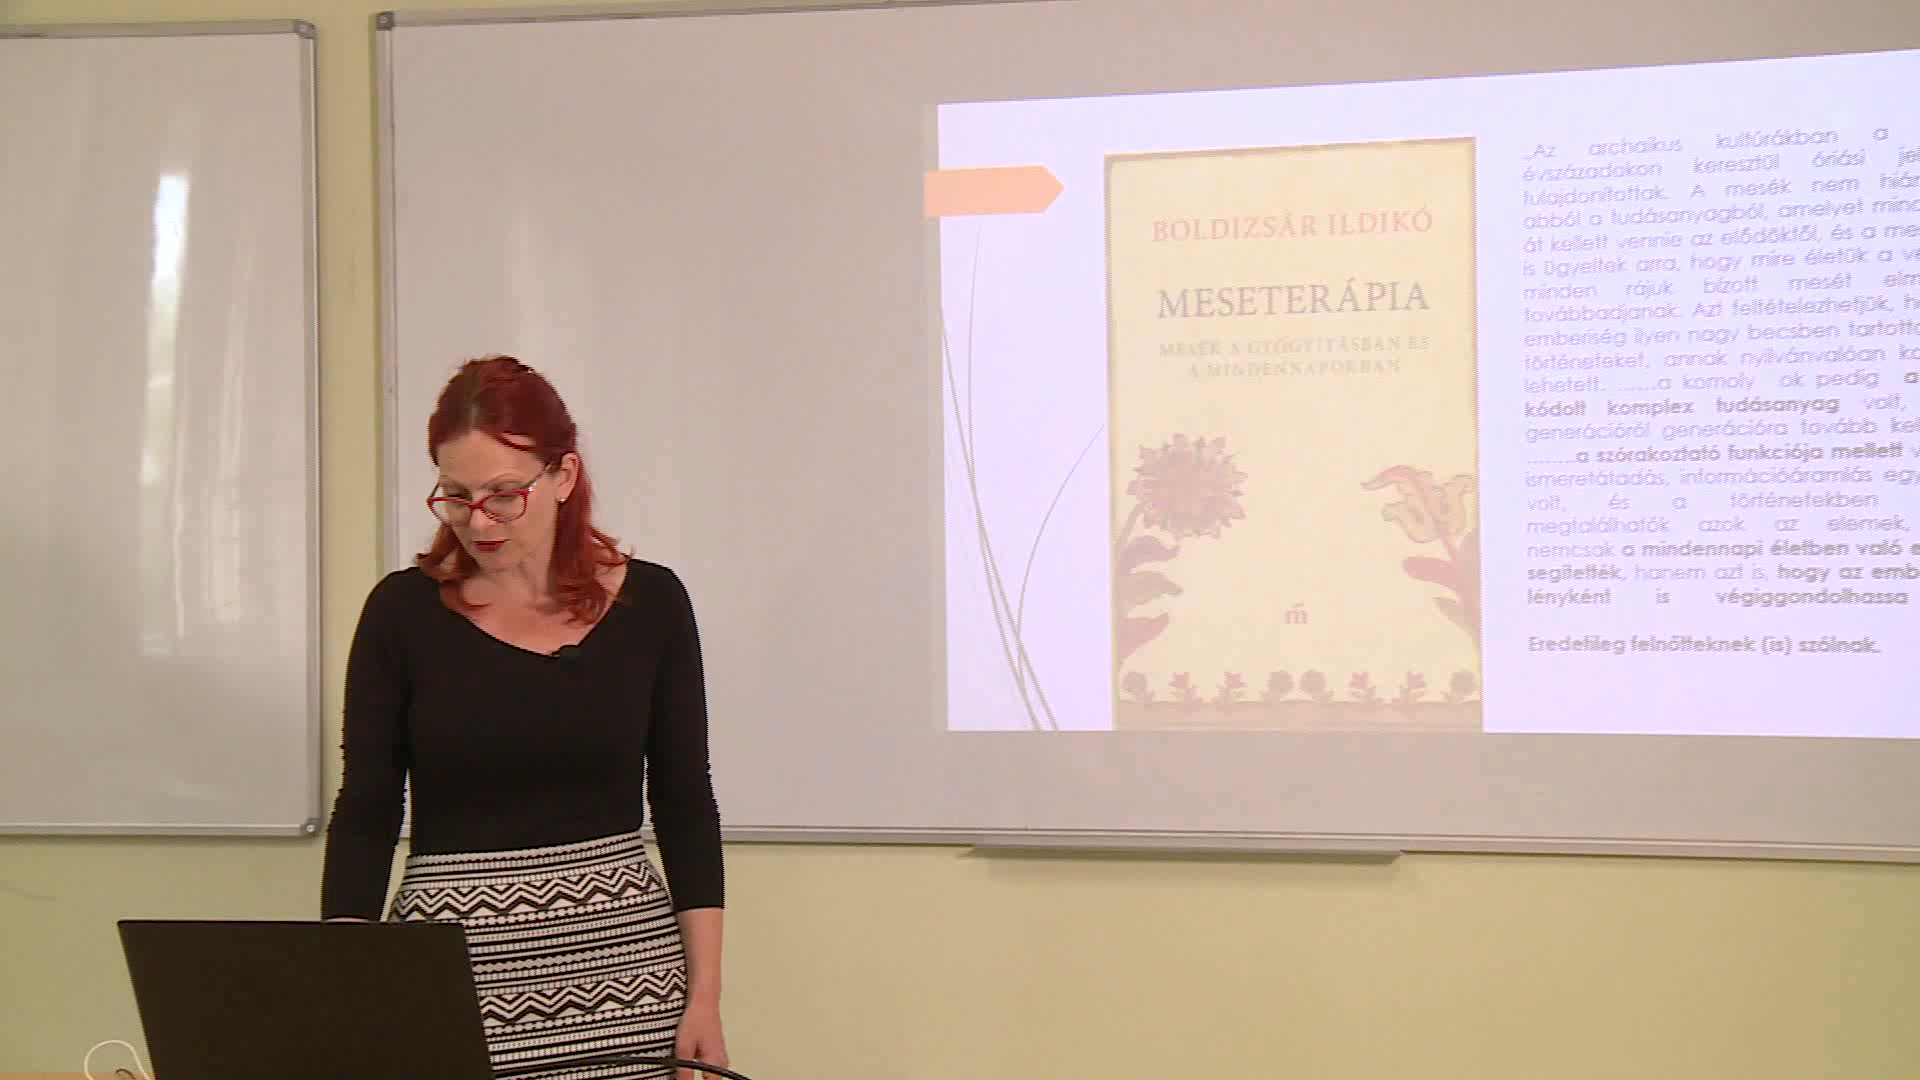 BOLDIZSÁR ILDIKÓ
MESETERÁPIA
MESÉK A GYÓGYÍTÁSBAN ÉS
A MINDENNAPOKBAN
m
„Az archaikus kultúrákban a
évszázadokon keresztül óriási
tulajdonítottak. A mesék nem
abból a tudásanyagból, amelyet
át kellett vennie az elődöktől, és a
is ügyeltek arra, hogy mire életük a
minden rájuk bízott mesét
továbbadjanak. Azt feltételezhetjük,
emberiség ilyen nagy becsben
történeteket, annak nyilvánvalóan
lehetett. .......a komoly ok pedig a
kódolt komplex tudásanyag volt,
generációról generációra tovább
........a szórakoztató funkciója mellett
ismeretátadás, információáramlás
volt, és a történetekben
megtalálhatók azok az elemek,
nemcsak a mindennapi életben való
segítették, hanem azt is, hogy az
lényként is végiggondolhassa
Eredetileg felnőtteknek (is) szólnak.